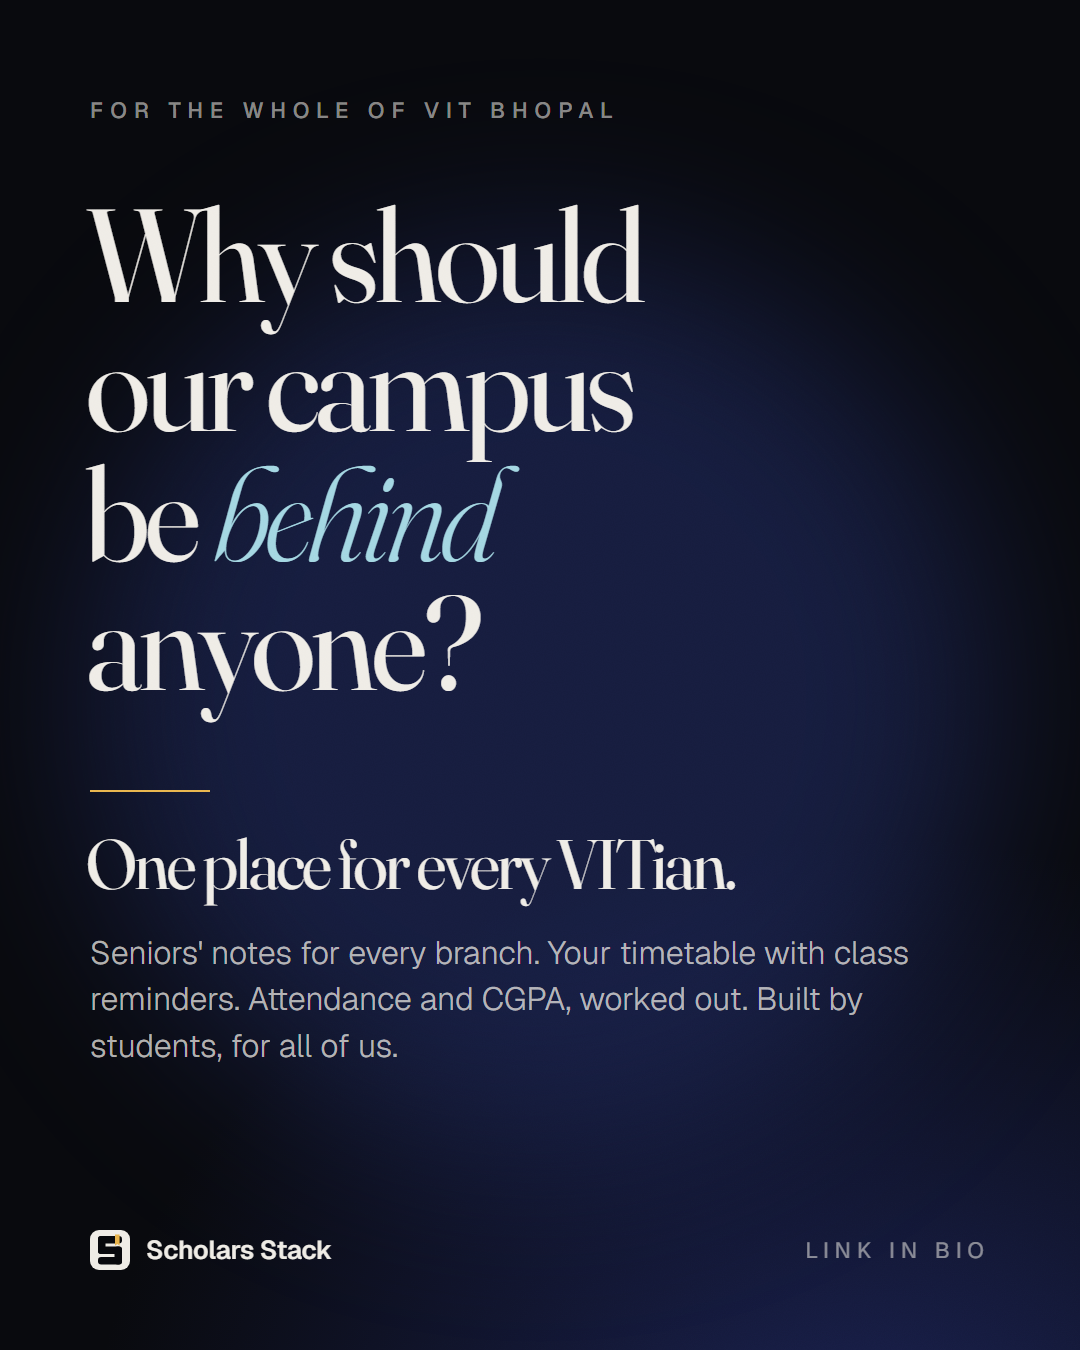 FOR THE WHOLE OF VIT BHOPAL
Why should
our campus
be behind
anyone?
One place for every VITian.
Seniors' notes for every branch. Your timetable with class
reminders. Attendance and CGPA, worked out. Built by
students, for all of us.
Scholars Stack
LINK IN BIO